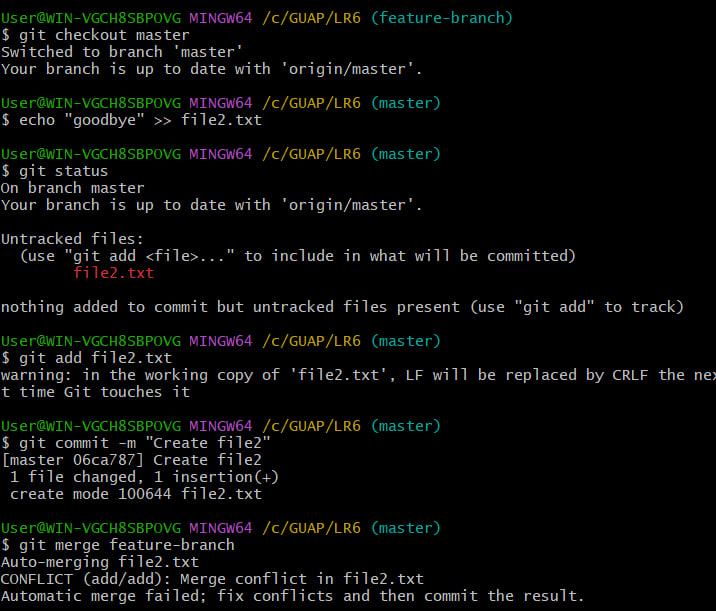 User@WIN-VGCH8SBPOVG MINGW64 /c/GUAP/LR6 (feature-branch)
$ git checkout master
Switched to branch 'master'
Your branch is up to date with 'origin/master'.
User@WIN-VGCH8SBPOVG MINGW64 /c/GUAP/LR6 (master)
$ echo "goodbye" >> file2.txt
User@WIN-VGCH8SBPOVG MINGW64 /c/GUAP/LR6 (master)
$ git status
On branch master
Your branch is up to date with 'origin/master'.
Untracked files:
  (use "git add <file>..." to include in what will be committed)
        file2.txt
nothing added to commit but untracked files present (use "git add" to track)
User@WIN-VGCH8SBPOVG MINGW64 /c/GUAP/LR6 (master)
$ git add file2.txt
warning: in the working copy of 'file2.txt', LF will be replaced by CRLF the nex
t time Git touches it
User@WIN-VGCH8SBPOVG MINGW64 /c/GUAP/LR6 (master)
$ git commit -m "Create file2"
[master 06ca787] Create file2
 1 file changed, 1 insertion(+)
 create mode 100644 file2.txt
User@WIN-VGCH8SBPOVG MINGW64 /c/GUAP/LR6 (master)
$ git merge feature-branch
Auto-merging file2.txt
CONFLICT (add/add): Merge conflict in file2.txt
Automatic merge failed; fix conflicts and then commit the result.